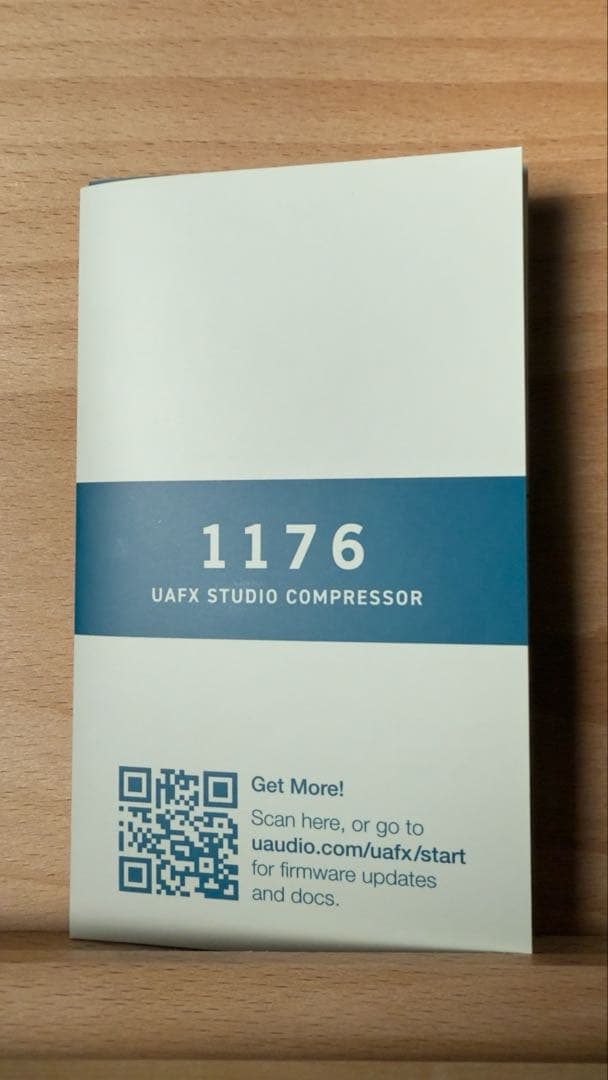 1176
UAFX STUDIO COMPRESSOR
Get More!
Scan here, or go to
uaudio.com/uafx/start
for firmware updates
and docs.